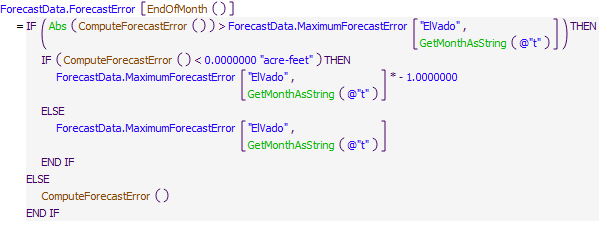 ForecastData.ForecastError [EndOfMonth ( )]
= IF ( Abs ( ComputeForecastError ( ) ) > ForecastData.MaximumForecastError [ "ElVado" , ) THEN
GetMonthAsString ( @"t" ) ]
IF ( ComputeForecastError ( ) < 0.0000000 "acre-feet" ) THEN
ForecastData.MaximumForecastError [ "ElVado" , ] * - 1.0000000
GetMonthAsString ( @"t" )
ELSE
ForecastData.MaximumForecastError [ "ElVado" ,
GetMonthAsString ( @"t" ) ]
END IF
ELSE
ComputeForecastError ( )
END IF